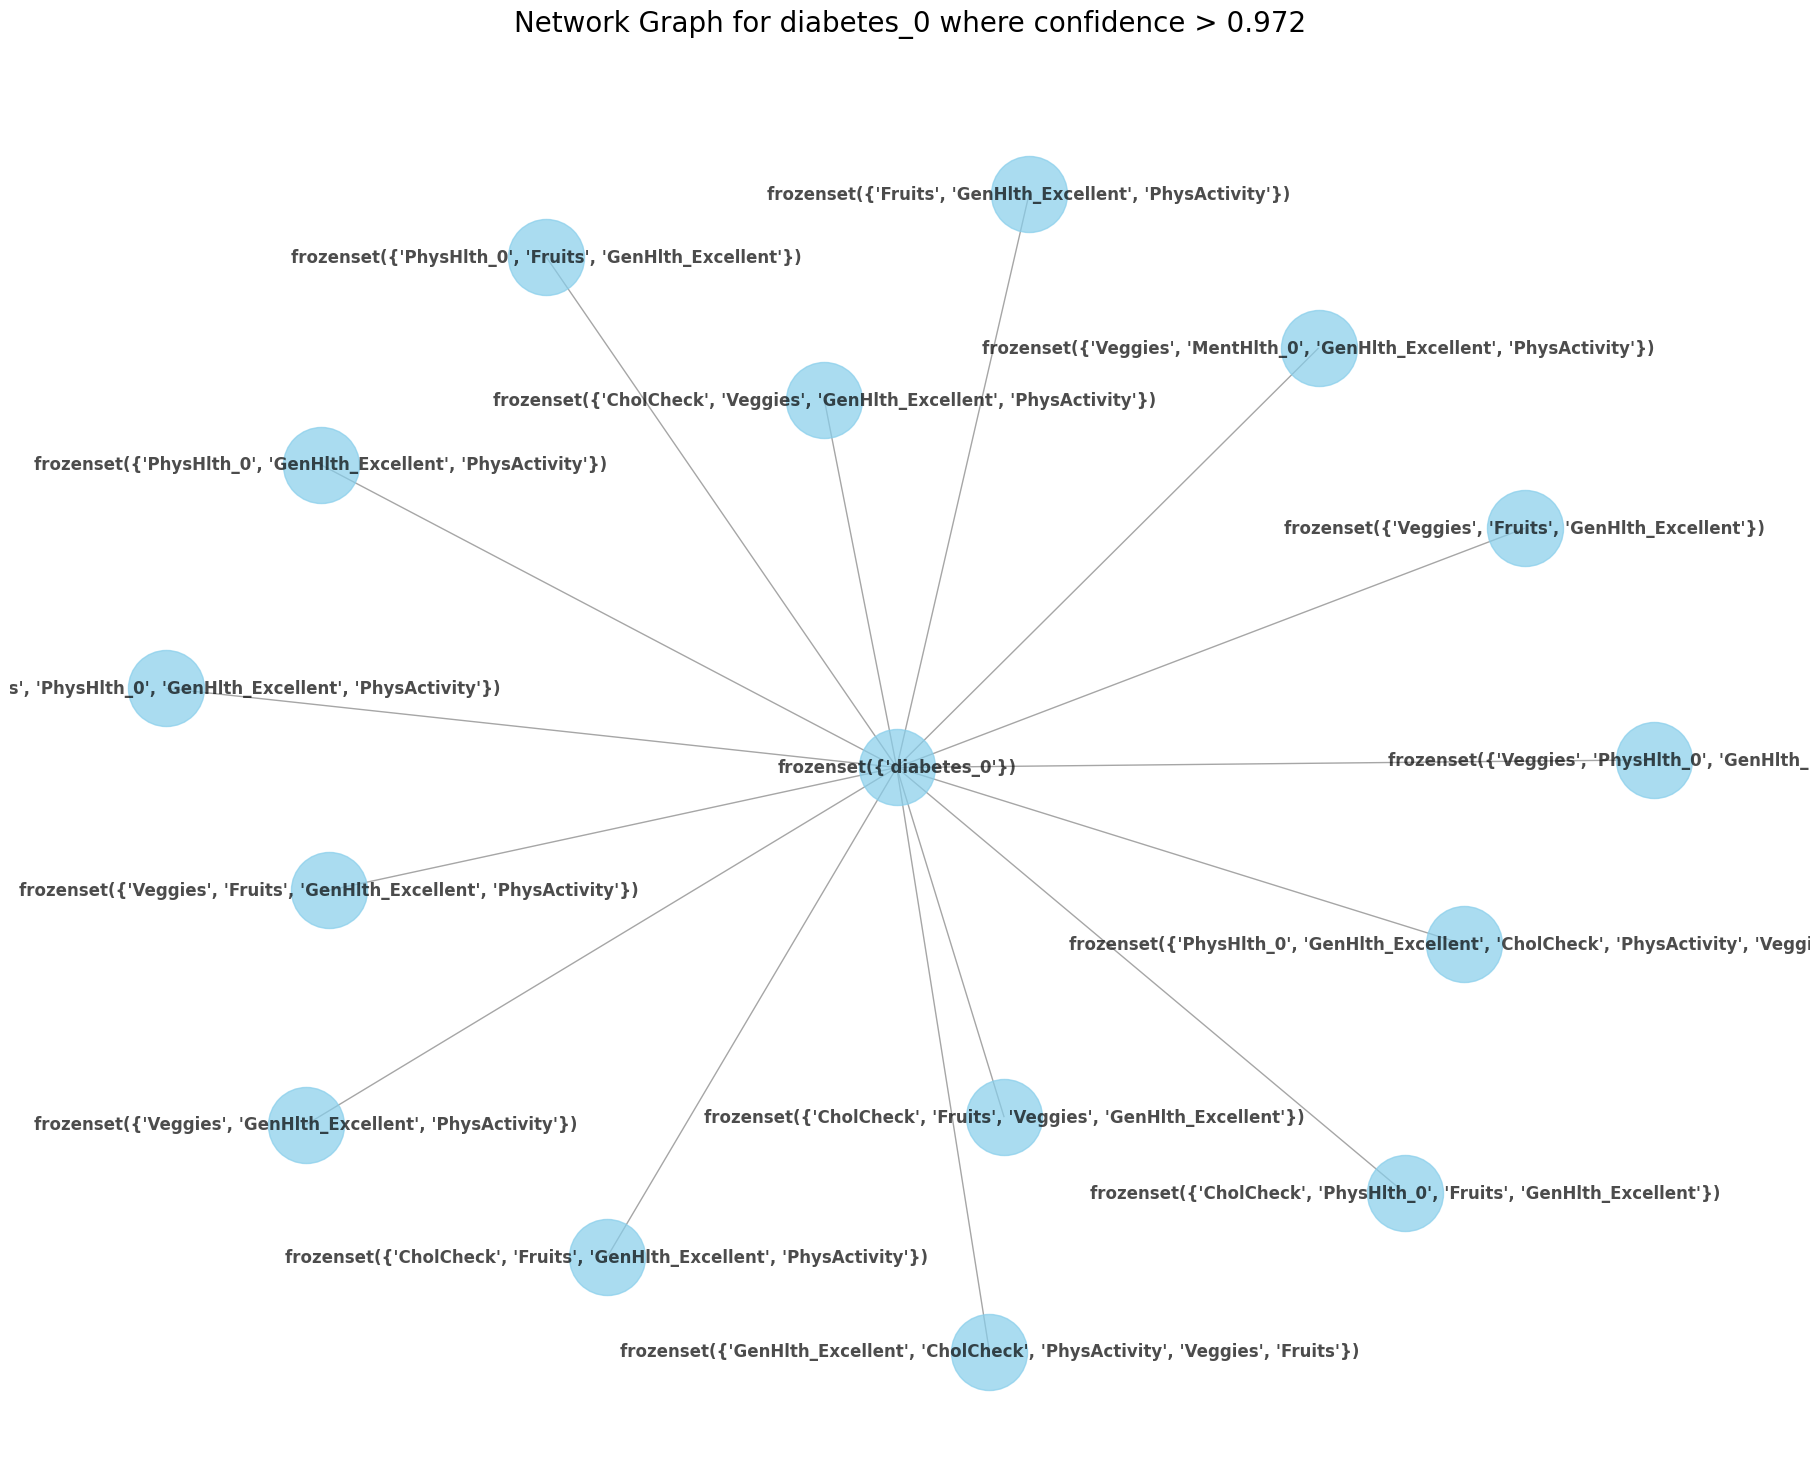 Network Graph for diabetes_0 where confidence > 0.972
frozenset({'Fruits', 'GenHlth_Excellent', 'PhysActivity'})
frozenset({'PhysHlth_0', 'Fruits', 'GenHlth_Excellent'})
frozenset({'Veggies', 'MentHlth_0', 'GenHlth_Excellent', 'PhysActivity'})
frozenset({'CholCheck', 'Veggies', 'GenHlth_Excellent', 'PhysActivity'})
frozenset({'PhysHlth_0', 'GenHlth_Excellent', 'PhysActivity'})
frozenset({'Veggies', 'Fruits', 'GenHlth_Excellent'})
s', 'PhysHlth_0', 'GenHlth_Excellent', 'PhysActivity'})
frozenset({'Veggies', 'PhysHlth_0', 'GenHlth_
frozenset({'diabetes_0'})
frozenset({'Veggies', 'Fruits', 'GenHlth_Excellent', 'PhysActivity'})
frozenset({'PhysHlth_0', 'GenHlth_Excellent', 'CholCheck', 'PhysActivity', 'Veggi
frozenset({'CholCheck', 'Fruits', 'Veggies', 'GenHlth_Excellent'})
frozenset({'Veggies', 'GenHlth_Excellent', 'PhysActivity'})
frozenset({'CholCheck', 'PhysHlth_0', 'Fruits', 'GenHlth_Excellent'})
frozenset({'CholCheck', 'Fruits', 'GenHlth_Excellent', 'PhysActivity'})
frozenset({'GenHlth_Excellent', 'CholCheck', 'PhysActivity', 'Veggies', 'Fruits'})